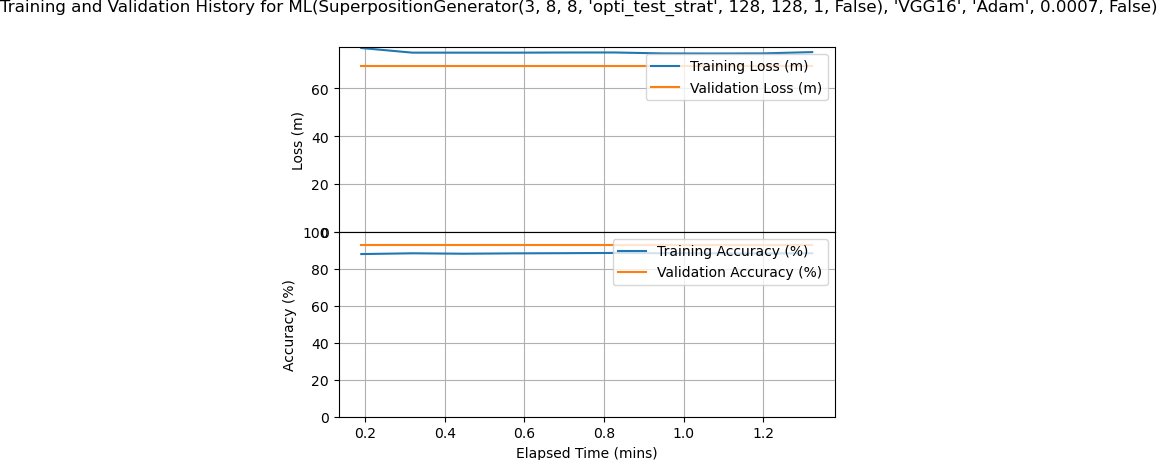 Training and Validation History for ML(SuperpositionGenerator(3, 8, 8, 'opti_test_strat', 128, 128, 1, False), 'VGG16', 'Adam', 0.0007, False)
Training Loss (m)
Validation Loss (m)
60
40
20
0
Loss (m)
Training Accuracy (%)
Validation Accuracy (%)
100
80
60
40
20
0
Accuracy (%)
0.2 0.4 0.6 0.8 1.0 1.2
Elapsed Time (mins)